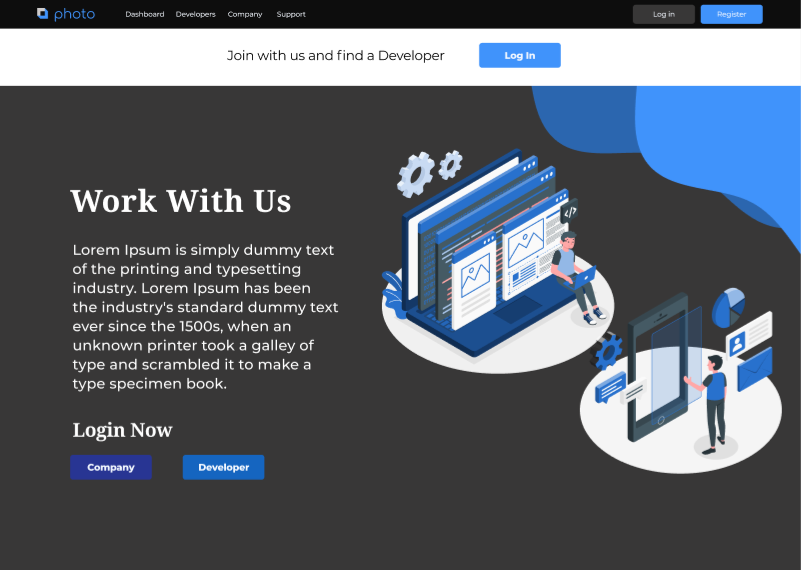 photo
Dashboard Developers Company Support
Log in
Register
Join with us and find a Developer
Log In
Work With Us
Lorem Ipsum is simply dummy text
of the printing and typesetting
industry. Lorem Ipsum has been
the industry's standard dummy text
ever since the 1500s, when an
unknown printer took a galley of
type and scrambled it to make a
type specimen book.
Login Now
Company
Developer
</>